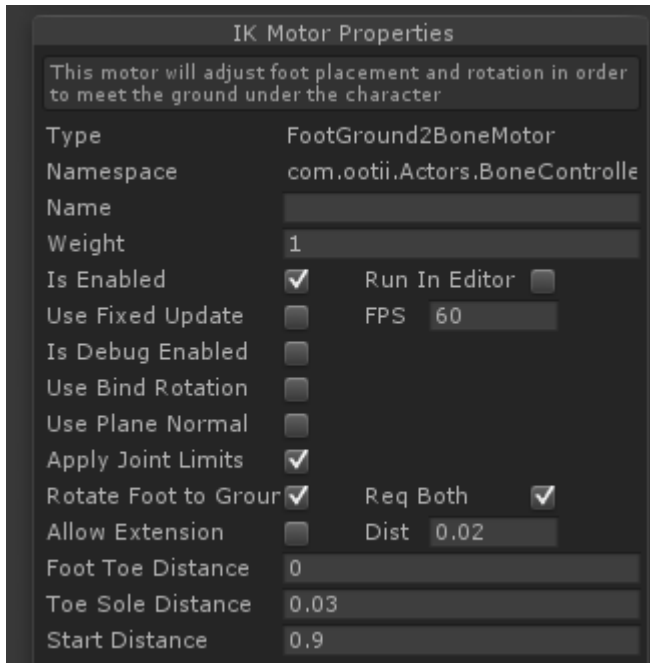 IK Motor Properties
This motor will adjust foot placement and rotation in order
to meet the ground under the character
Type FootGround2BoneMotor
Namespace com.ootii.Actors.BoneControlle
Name
Weight 1
Is Enabled Run In Editor
Use Fixed Update FPS 60
Is Debug Enabled
Use Bind Rotation
Use Plane Normal
Apply Joint Limits
Rotate Foot to Groun Req Both
Allow Extension Dist 0.02
Foot Toe Distance 0
Toe Sole Distance 0.03
Start Distance 0.9